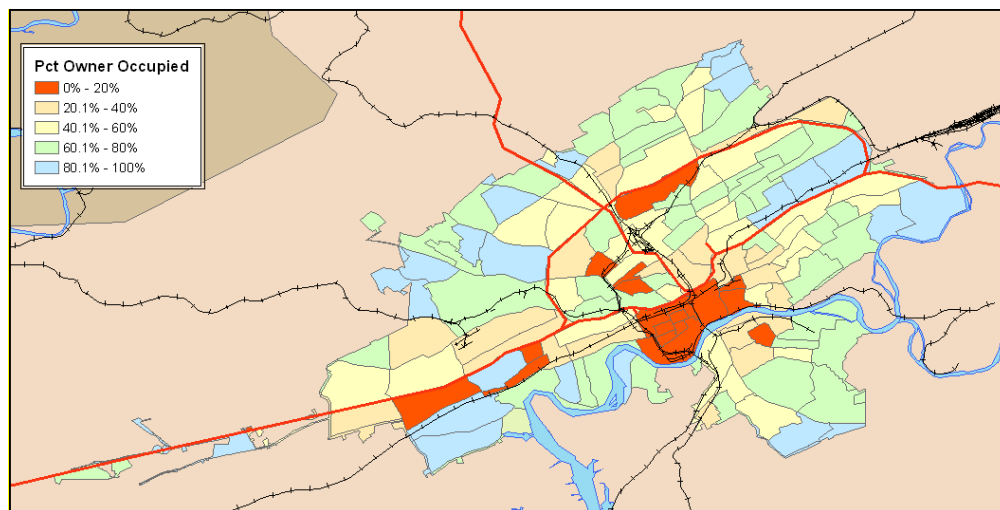 Pct Owner Occupied
0% - 20%
20.1% - 40%
40.1% - 60%
60.1% - 80%
80.1% - 100%